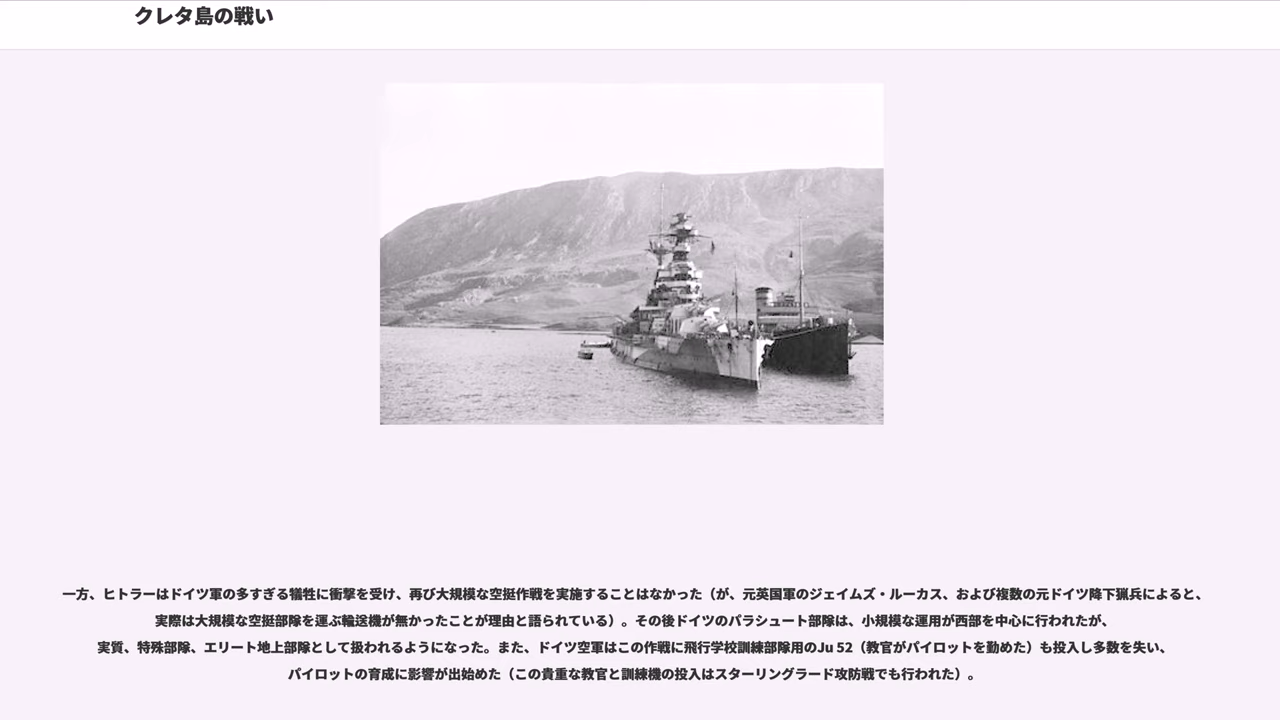 クレタ島の戦い
一方、ヒトラーはドイツ軍の多すぎる犠牲に衝撃を受け、再び大規模な空挺作戦を実施することはなかった（が、元英国軍のジェイムズ・ルーカス、および複数の元ドイツ降下猟兵によると、
実際は大規模な空挺部隊を運ぶ輸送機が無かったことが理由と語られている）。その後ドイツのパラシュート部隊は、小規模な運用が西部を中心に行われたが、
実質、特殊部隊、エリート地上部隊として扱われるようになった。また、ドイツ空軍はこの作戦に飛行学校訓練部隊用のJu 52（教官がパイロットを勤めた）も投入し多数を失い、
パイロットの育成に影響が出始めた（この貴重な教官と訓練機の投入はスターリングラード攻防戦でも行われた）。